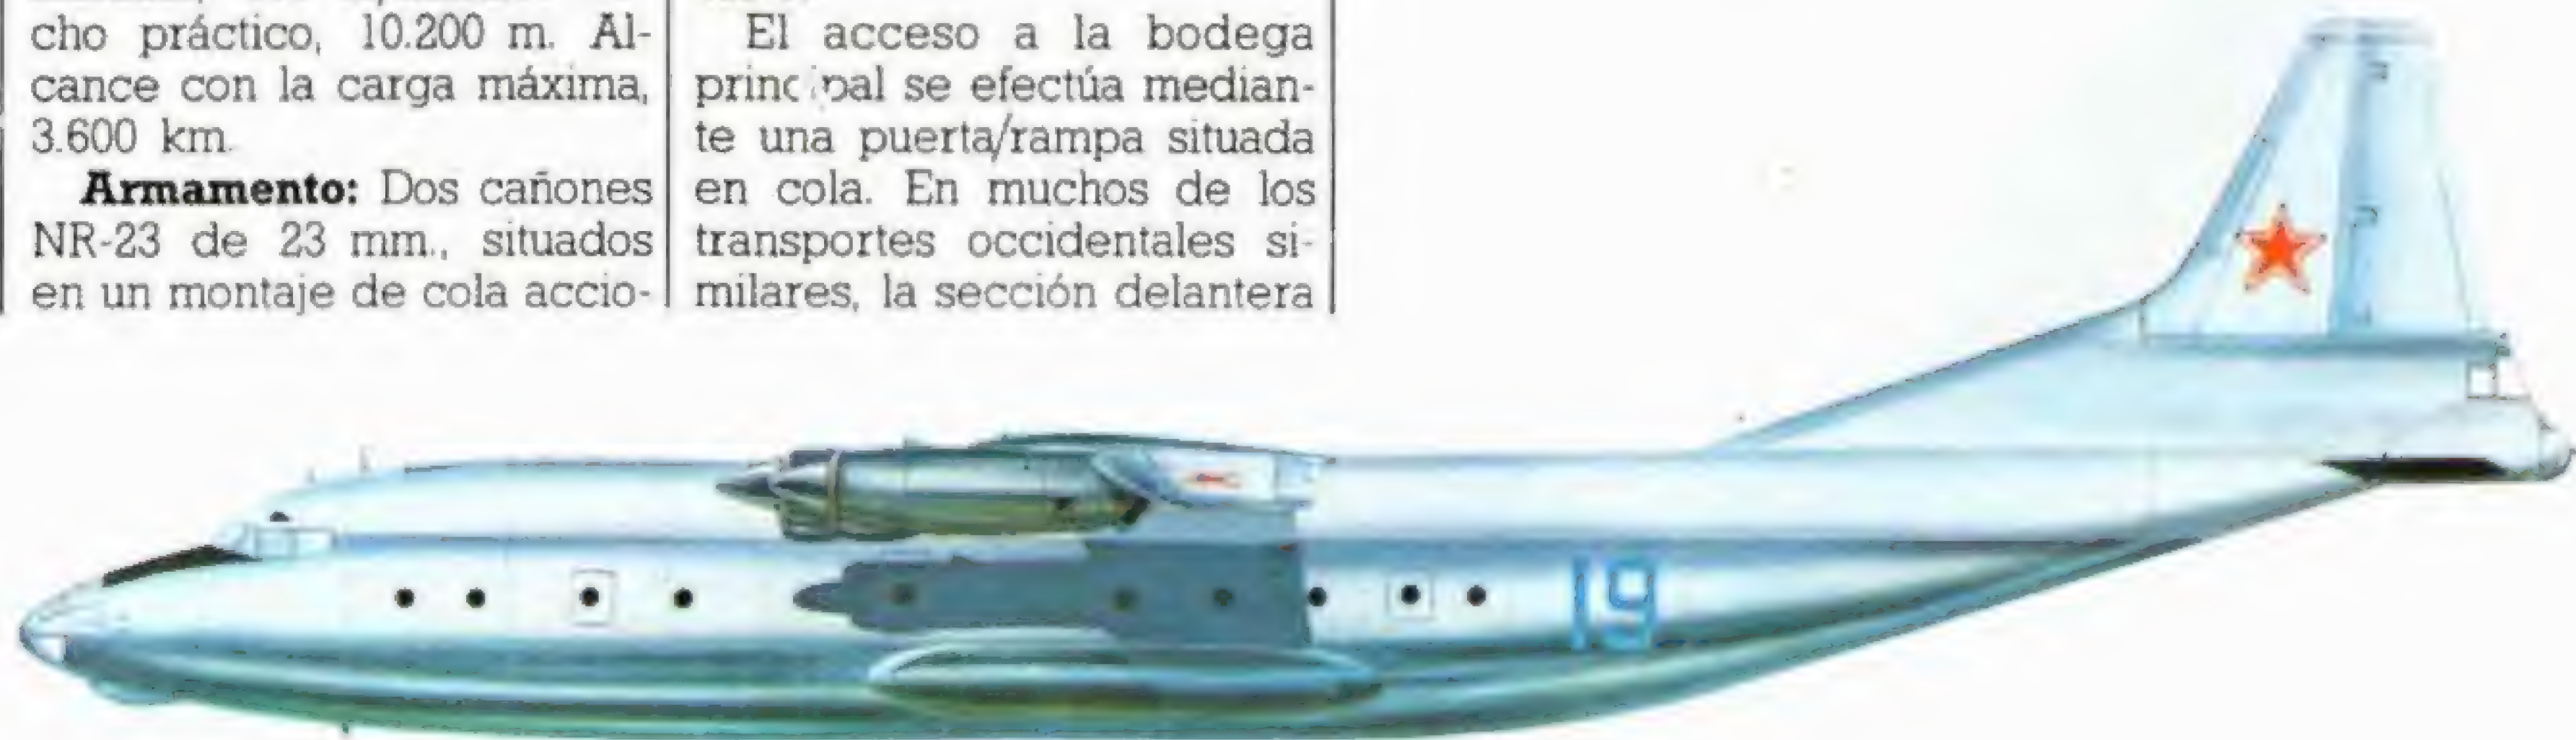 cho práctico, 10.200 m. Al-
cance con la carga máxima,
3.600 km.
Armamento: Dos cañones
NR-23 de 23 mm., situados
en un montaje de cola accio-
El acceso a la bodega
principal se efectúa median-
te una puerta/rampa situada
en cola. En muchos de los
transportes occidentales si-
milares, la sección delantera
19